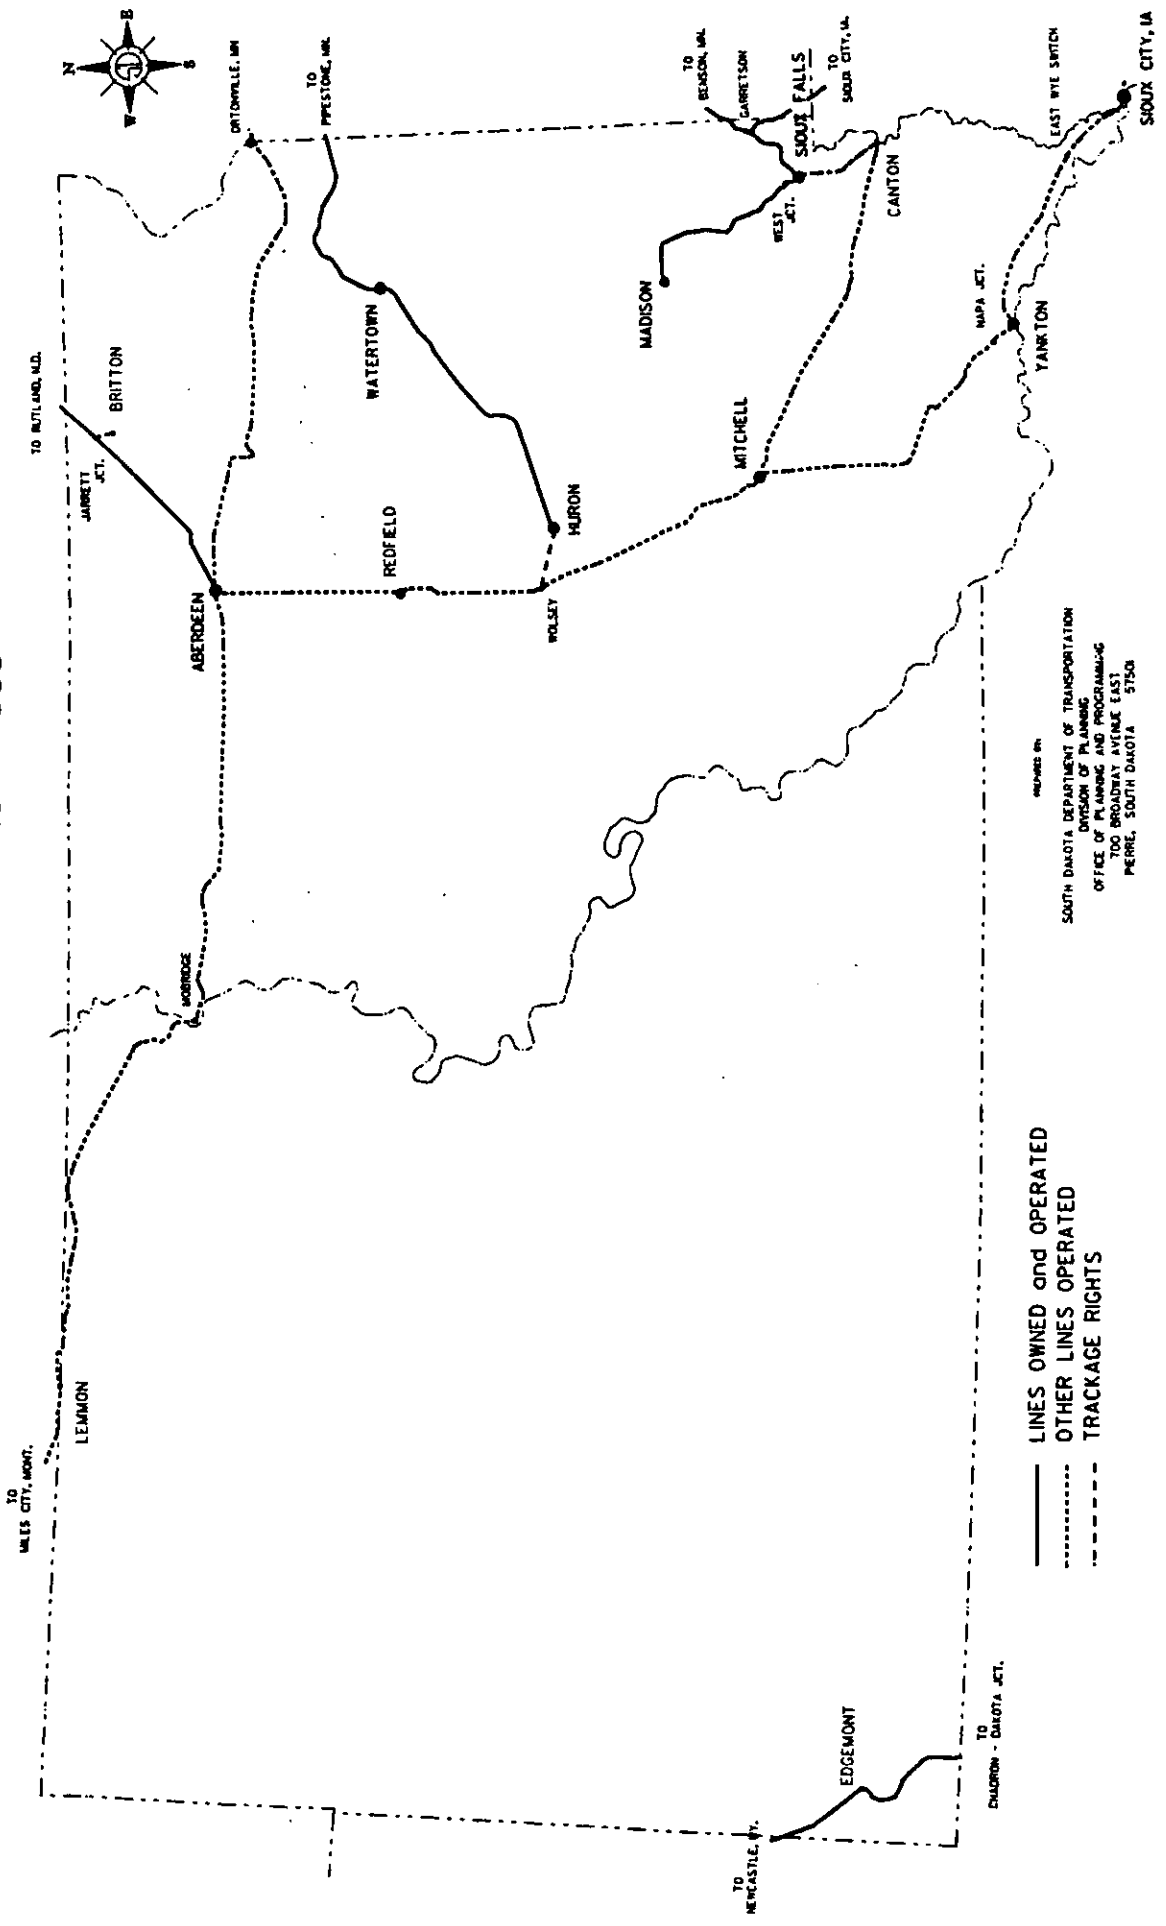 N
E
S
W
TO
MILES CITY, MONT.
LEMMON
MOBRIDGE
ABERDEEN
TO RUTLAND, N.D.
JARRETT
JCT.
BRITTON
ORTONVILLE, MN
TO
PIPESTONE, MN.
WATERTOWN
REDFIELD
HURON
WOLSEY
MITCHELL
MADISON
TO
BENSON, MN.
GARRETSON
SIOUX FALLS
TO
SIOUX CITY, IA.
WEST
JCT.
CANTON
EAST WYE SWITCH
NAPA JCT.
YANKTON
SIOUX CITY, IA
TO
NEWCASTLE, WY.
EDGEMONT
TO
CHADRON - DAKOTA JCT.
LINES OWNED and OPERATED
OTHER LINES OPERATED
TRACKAGE RIGHTS
PREPARED BY:
SOUTH DAKOTA DEPARTMENT OF TRANSPORTATION
DIVISION OF PLANNING
OFFICE OF PLANNING AND PROGRAMMING
700 BROADWAY AVENUE EAST
PIERRE, SOUTH DAKOTA 57501